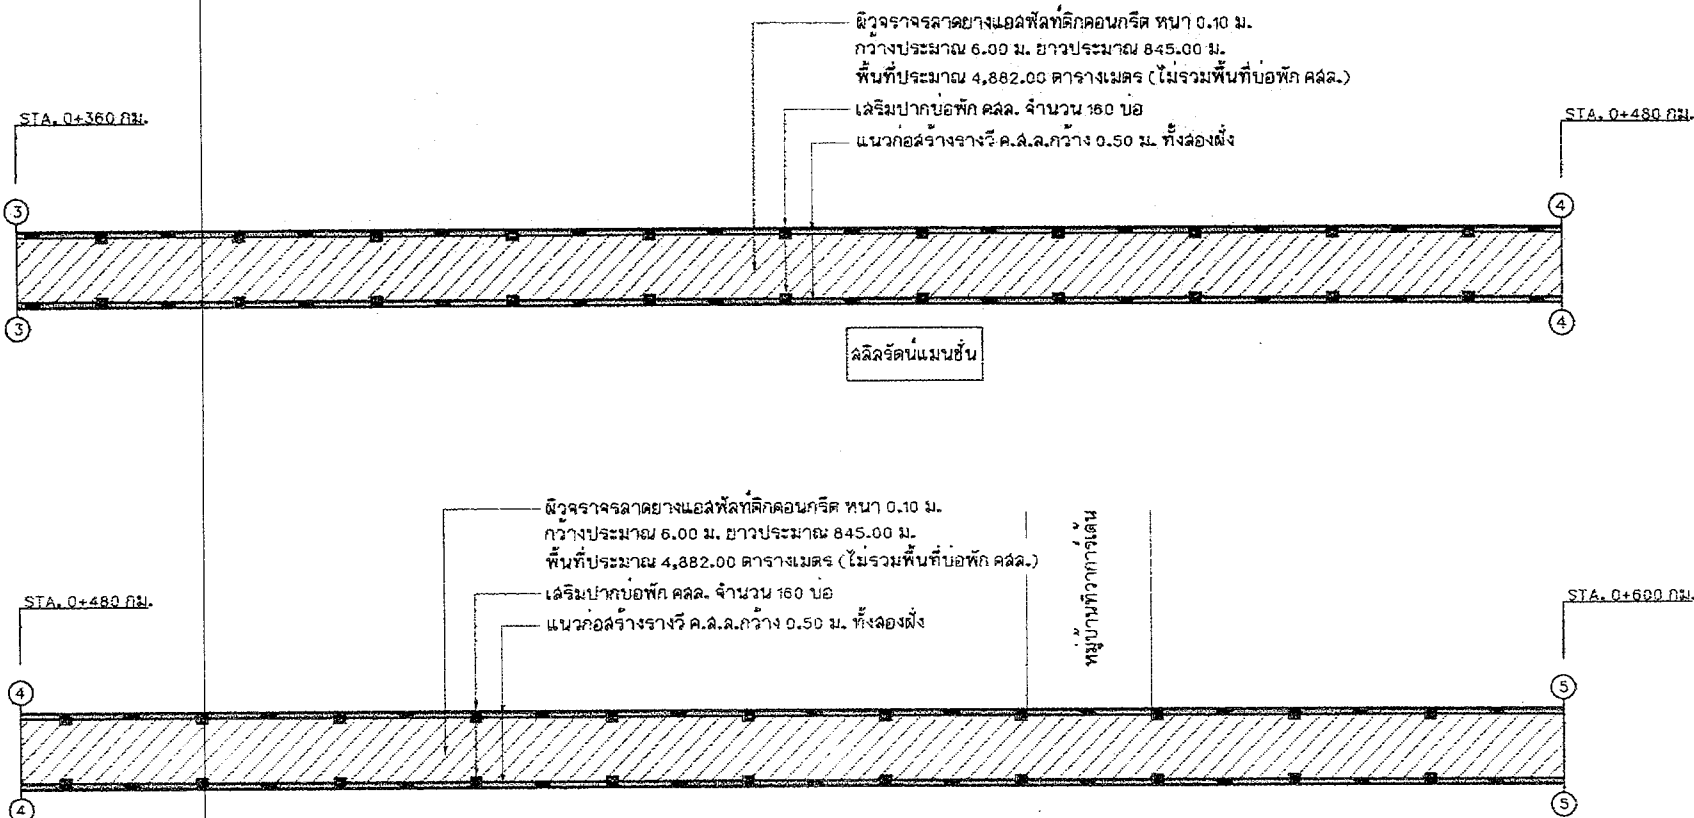 ผิวจราจรลาดยางแอสฟัลท์ติกคอนกรีต หนา 0.10 ม.
กว้างประมาณ 6.00 ม. ยาวประมาณ 845.00 ม.
พื้นที่ประมาณ 4,882.00 ตารางเมตร (ไม่รวมพื้นที่บ่อพัก คสล.)
เสริมปากบ่อพัก คสล. จำนวน 160 บ่อ
แนวก่อสร้างรางวี ค.ส.ล.กว้าง 0.50 ม. ทั้งสองฝั่ง
STA. 0+360 กม.
STA. 0+480 กม.
3
4
3
4
สลิลรัตน์แมนชั่น
ผิวจราจรลาดยางแอสฟัลท์ติกคอนกรีต หนา 0.10 ม.
กว้างประมาณ 6.00 ม. ยาวประมาณ 845.00 ม.
พื้นที่ประมาณ 4,882.00 ตารางเมตร (ไม่รวมพื้นที่บ่อพัก คสล.)
เสริมปากบ่อพัก คสล. จำนวน 160 บ่อ
แนวก่อสร้างรางวี ค.ส.ล.กว้าง 0.50 ม. ทั้งสองฝั่ง
หมู่บ้านทิวาการ์เด้น
STA. 0+480 กม.
STA. 0+600 กม.
4
5
4
5